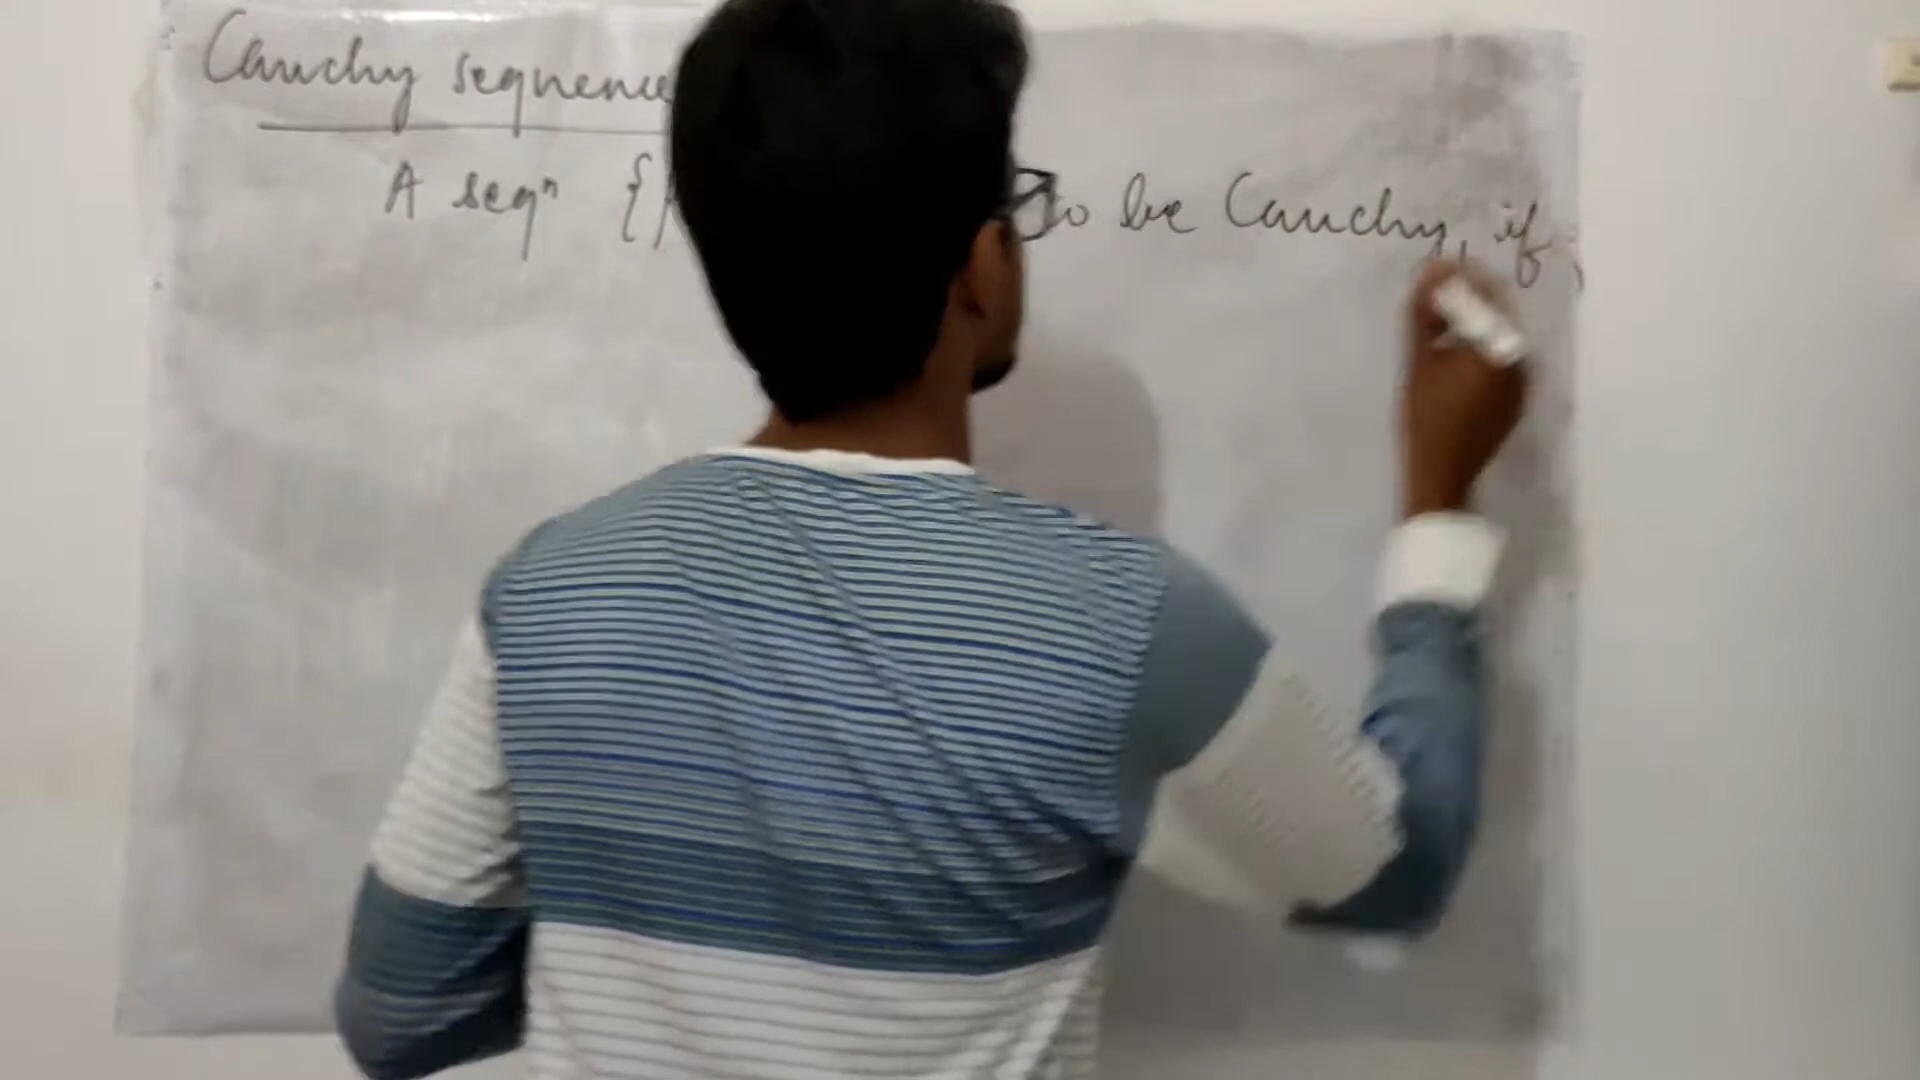 Cauchy sequence
A seqⁿ { to be Cauchy, if,